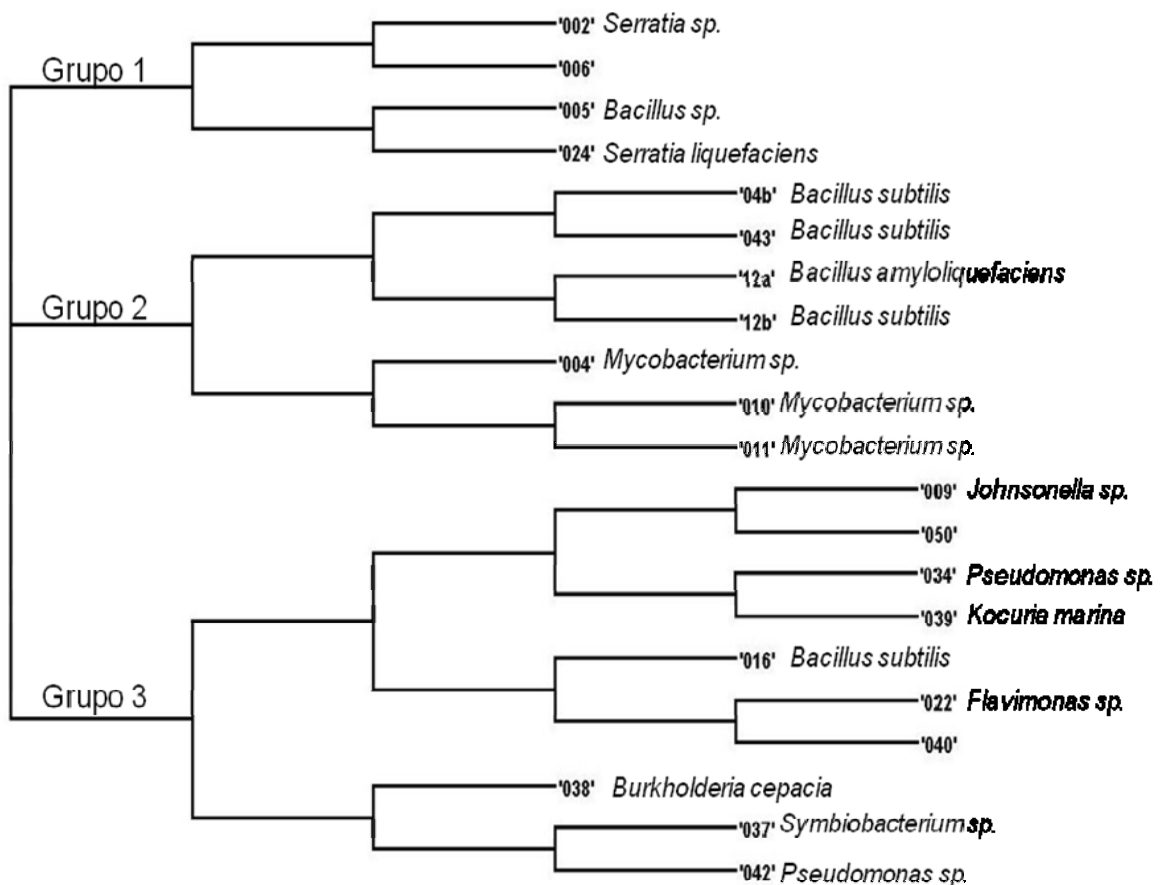 '002' Serratia sp.
Grupo 1
'006'
'005' Bacillus sp.
'024' Serratia liquefaciens
'04b' Bacillus subtilis
'043' Bacillus subtilis
'12a' Bacillus amyloliquefaciens
Grupo 2
'12b' Bacillus subtilis
'004' Mycobacterium sp.
'010' Mycobacterium sp.
'011' Mycobacterium sp.
'009' Johnsonella sp.
'050'
'034' Pseudomonas sp.
'039' Kocuria marina
'016' Bacillus subtilis
Grupo 3
'022' Flavimonas sp.
'040'
'038' Burkholderia cepacia
'037' Symbiobacterium sp.
'042' Pseudomonas sp.